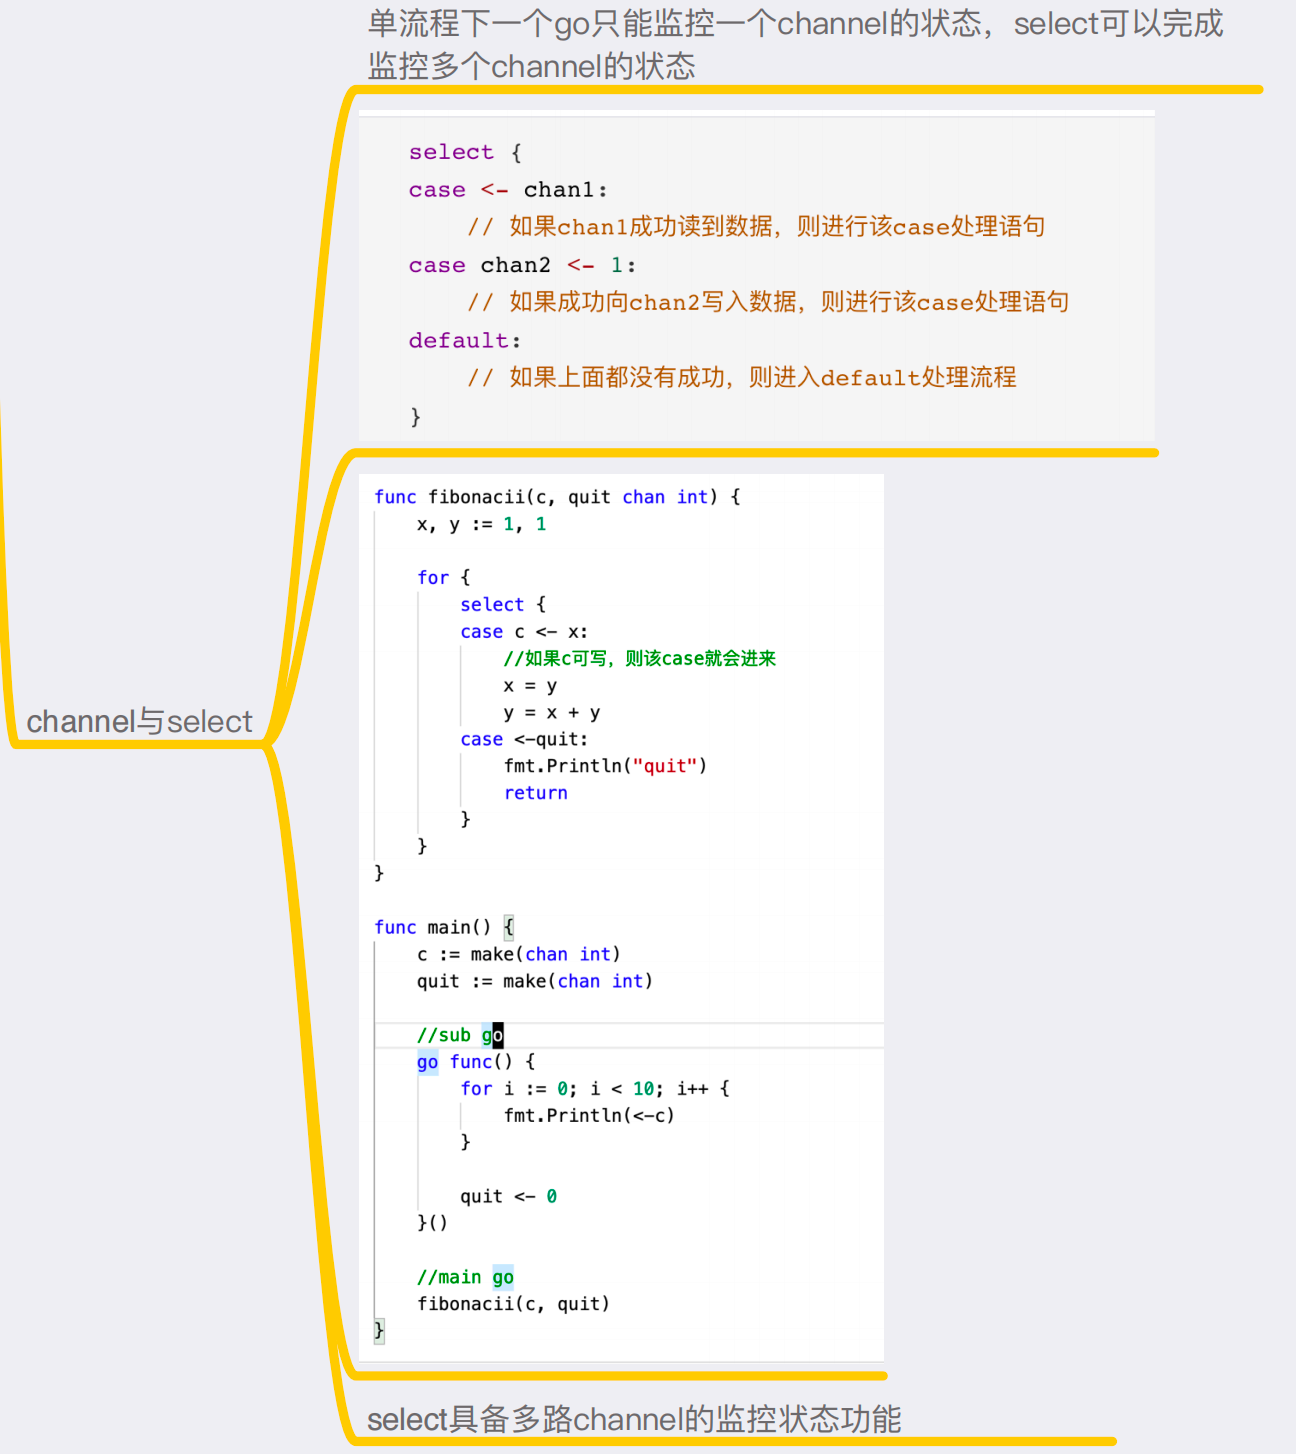 单流程下一个go只能监控一个channel的状态，select可以完成
监控多个channel的状态
select {
case <- chan1:
    // 如果chan1成功读到数据，则进行该case处理语句
case chan2 <- 1:
    // 如果成功向chan2写入数据，则进行该case处理语句
default:
    // 如果上面都没有成功，则进入default处理流程
}
func fibonacii(c, quit chan int) {
    x, y := 1, 1
    for {
        select {
        case c <- x:
            //如果c可写，则该case就会进来
            x = y
            y = x + y
        case <-quit:
            fmt.Println("quit")
            return
        }
    }
}
func main() {
    c := make(chan int)
    quit := make(chan int)
    //sub go
    go func() {
        for i := 0; i < 10; i++ {
            fmt.Println(<-c)
        }
        quit <- 0
    }()
    //main go
    fibonacii(c, quit)
}
channel与select
select具备多路channel的监控状态功能